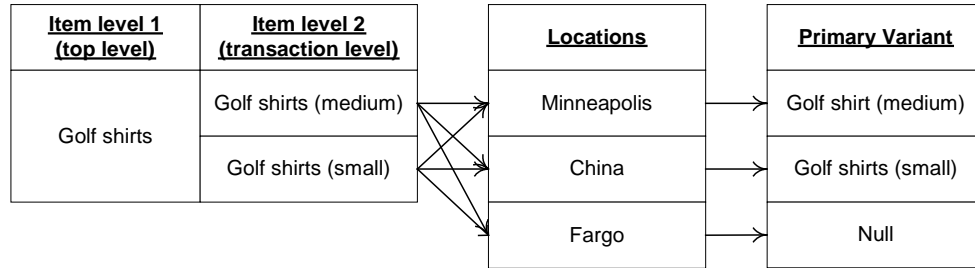 Item level 1
(top level)
Item level 2
(transaction level)
Locations
Primary Variant
Golf shirts
Golf shirts (medium)
Golf shirts (small)
Minneapolis
China
Fargo
Golf shirt (medium)
Golf shirts (small)
Null